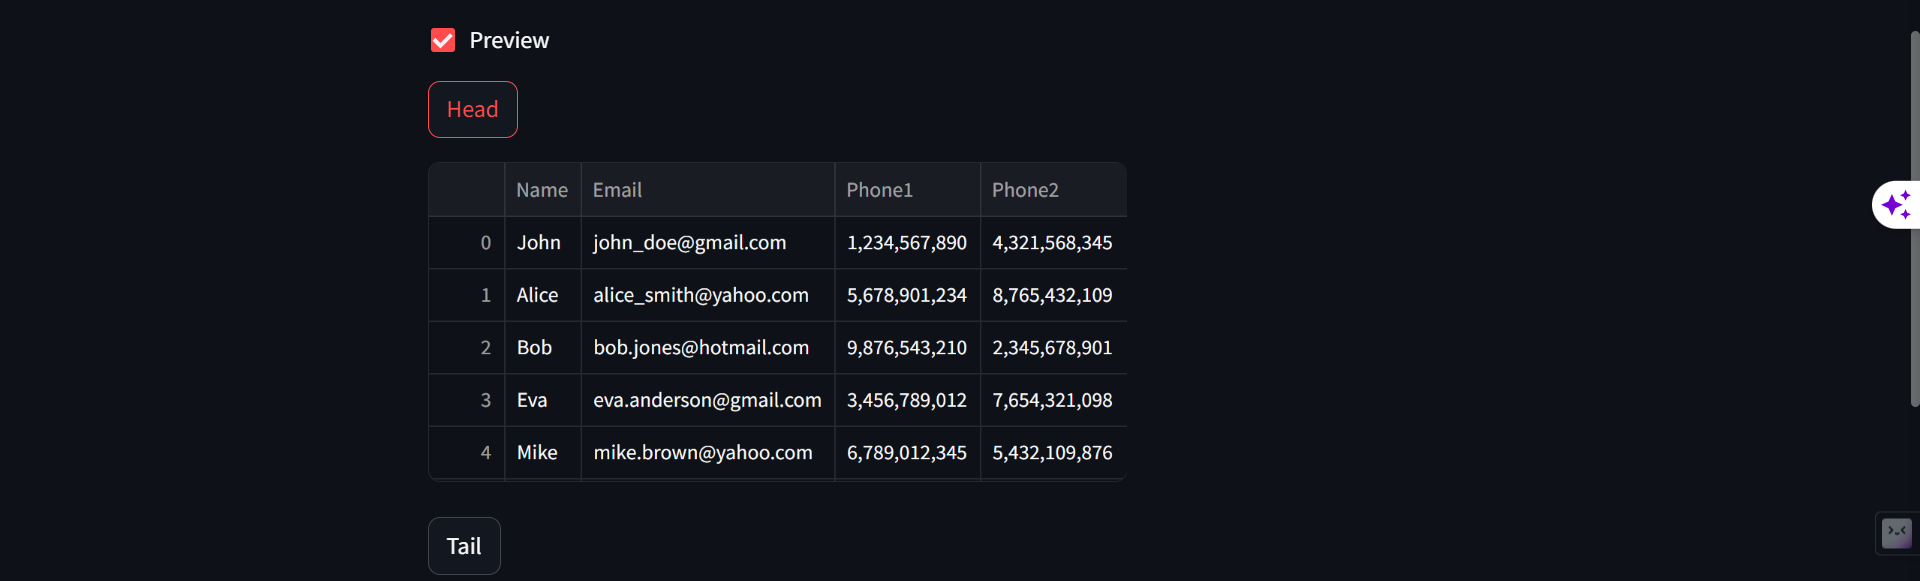 Preview
Head
Name Email Phone1 Phone2
0 John john_doe@gmail.com 1,234,567,890 4,321,568,345
1 Alice alice_smith@yahoo.com 5,678,901,234 8,765,432,109
2 Bob bob.jones@hotmail.com 9,876,543,210 2,345,678,901
3 Eva eva.anderson@gmail.com 3,456,789,012 7,654,321,098
4 Mike mike.brown@yahoo.com 6,789,012,345 5,432,109,876
Tail